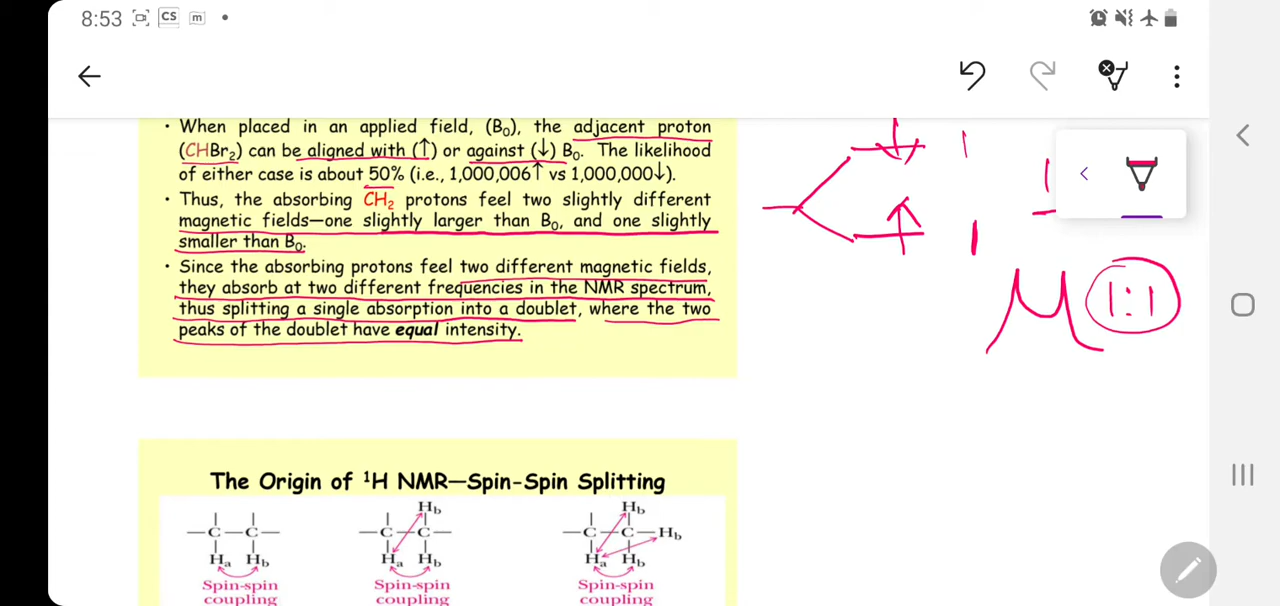 8:53 CS m
• When placed in an applied field, (B₀), the adjacent proton
(CHBr₂) can be aligned with (↑) or against (↓) B₀. The likelihood
of either case is about 50% (i.e., 1,000,006↑ vs 1,000,000↓).
• Thus, the absorbing CH₂ protons feel two slightly different
magnetic fields—one slightly larger than B₀, and one slightly
smaller than B₀.
• Since the absorbing protons feel two different magnetic fields,
they absorb at two different frequencies in the NMR spectrum,
thus splitting a single absorption into a doublet, where the two
peaks of the doublet have equal intensity.
1
1
1:1
The Origin of ¹H NMR—Spin-Spin Splitting
Hb Hb
—C—C— —C—C— —C—C—Hb
Ha Hb Ha Hb Ha Hb
Spin-spin Spin-spin Spin-spin
coupling coupling coupling